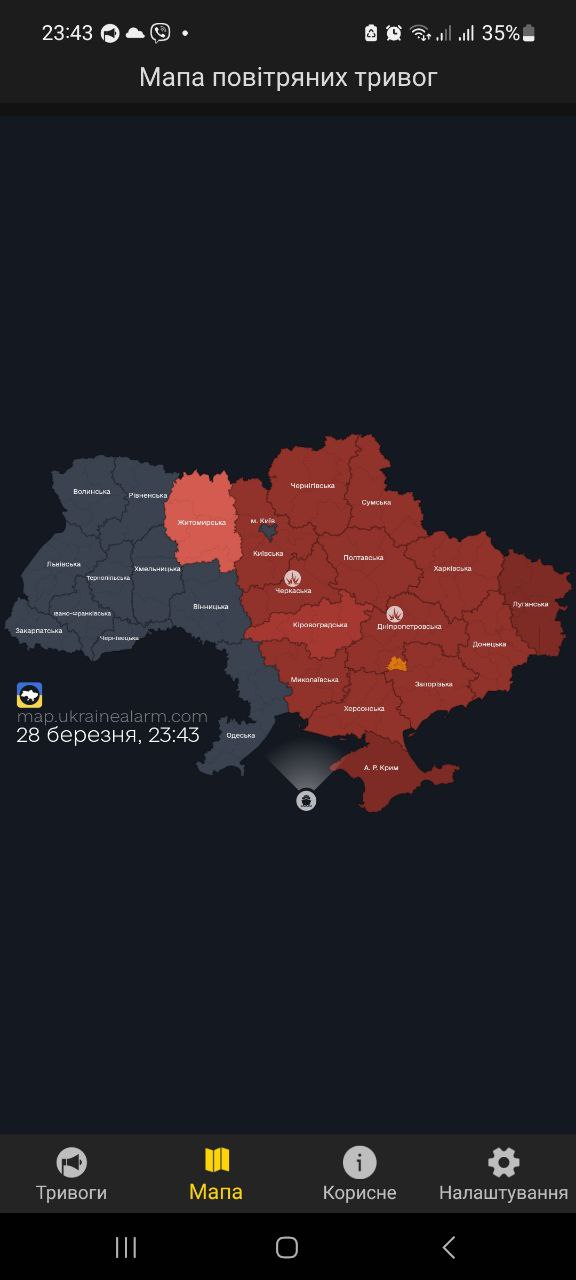 23:43
35%
Мапа повітряних тривог
Чернігівська
Волинська
Рівненська
Сумська
Житомирська
м. Київ
Київська
Полтавська
Львівська
Хмельницька
Харківська
Тернопільська
Черкаська
Вінницька
Луганська
Івано-Франківська
Кіровоградська
Дніпропетровська
Закарпатська
Чернівецька
Донецька
Миколаївська
Запорізька
Херсонська
map.ukrainealarm.com
28 березня, 23:43
Одеська
А. Р. Крим
Тривоги
Мапа
Корисне
Налаштування